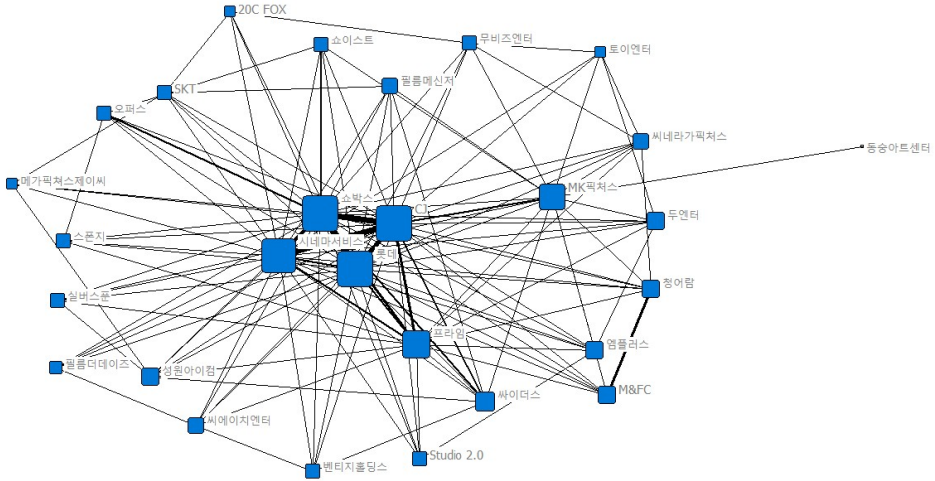 20C FOX
쇼이스트
무비즈엔터
토이엔터
필름메신저
SKT
오퍼스
씨네라가픽처스
동숭아트센터
메가픽쳐스제이씨
MK픽처스
쇼박스
CJ
두엔터
스폰지
시네마서비스
롯데
청어람
실버스푼
프라임
엠플러스
필름더데이즈
성원아이컴
M&FC
싸이더스
씨에이치엔터
Studio 2.0
벤티지홀딩스